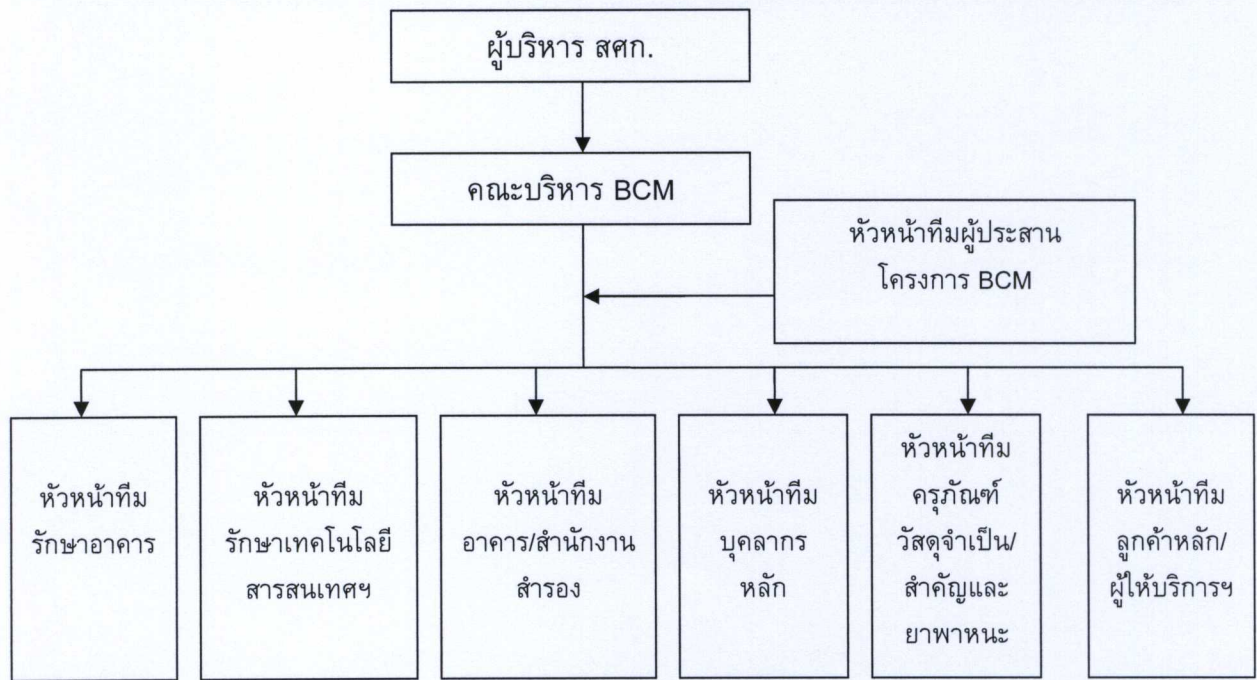 ผู้บริหาร สศก.
คณะบริหาร BCM
หัวหน้าทีมผู้ประสาน
โครงการ BCM
หัวหน้าทีม
รักษาอาคาร
หัวหน้าทีม
รักษาเทคโนโลยี
สารสนเทศฯ
หัวหน้าทีม
อาคาร/สำนักงาน
สำรอง
หัวหน้าทีม
บุคลากร
หลัก
หัวหน้าทีม
ครุภัณฑ์
วัสดุจำเป็น/
สำคัญและ
ยาพาหนะ
หัวหน้าทีม
ลูกค้าหลัก/
ผู้ให้บริการฯ